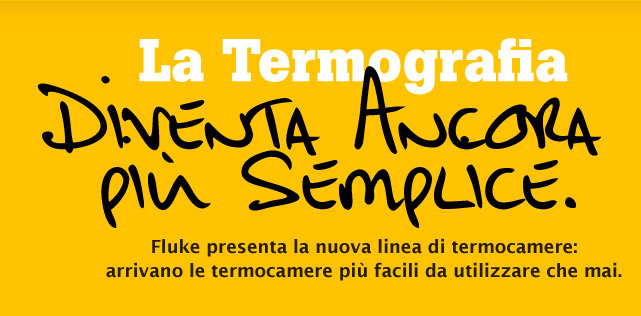 La Termografia
Diventa Ancora
più Semplice.
Fluke presenta la nuova linea di termocamere:
arrivano le termocamere più facili da utilizzare che mai.